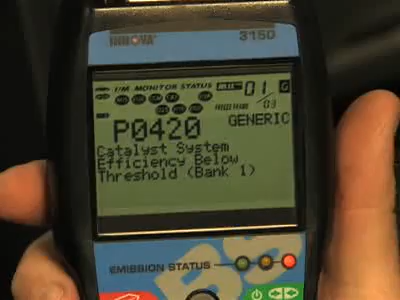 INNOVA
3150
I/M MONITOR STATUS
01
G
03
P0420
GENERIC
Catalyst System
Efficiency Below
Threshold (Bank 1)
EMISSION STATUS